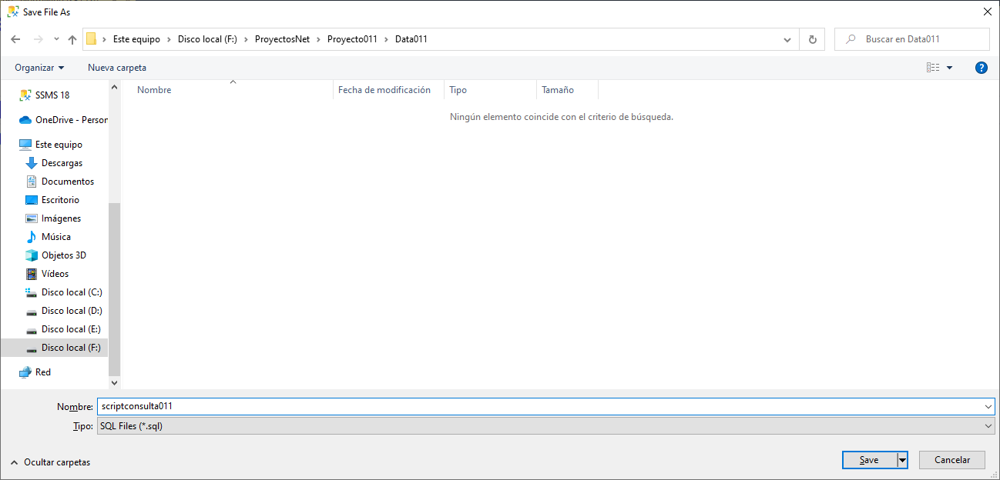 Save File As
Este equipo > Disco local (F:) > ProyectosNet > Proyecto011 > Data011
Buscar en Data011
Organizar
Nueva carpeta
?
Nombre
Fecha de modificación
Tipo
Tamaño
Ningún elemento coincide con el criterio de búsqueda.
SSMS 18
OneDrive - Person
Este equipo
Descargas
Documentos
Escritorio
Imágenes
Música
Objetos 3D
Vídeos
Disco local (C:)
Disco local (D:)
Disco local (E:)
Disco local (F:)
Red
Nombre: scriptconsulta011
Tipo: SQL Files (*.sql)
Ocultar carpetas
Save
Cancelar